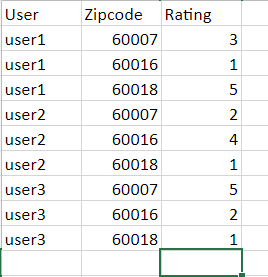 User Zipcode Rating
user1 60007 3
user1 60016 1
user1 60018 5
user2 60007 2
user2 60016 4
user2 60018 1
user3 60007 5
user3 60016 2
user3 60018 1